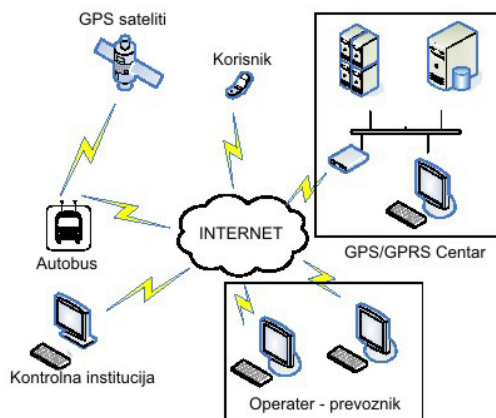 GPS sateliti
Korisnik
INTERNET
GPS/GPRS Centar
Autobus
Kontrolna institucija
Operater - prevoznik